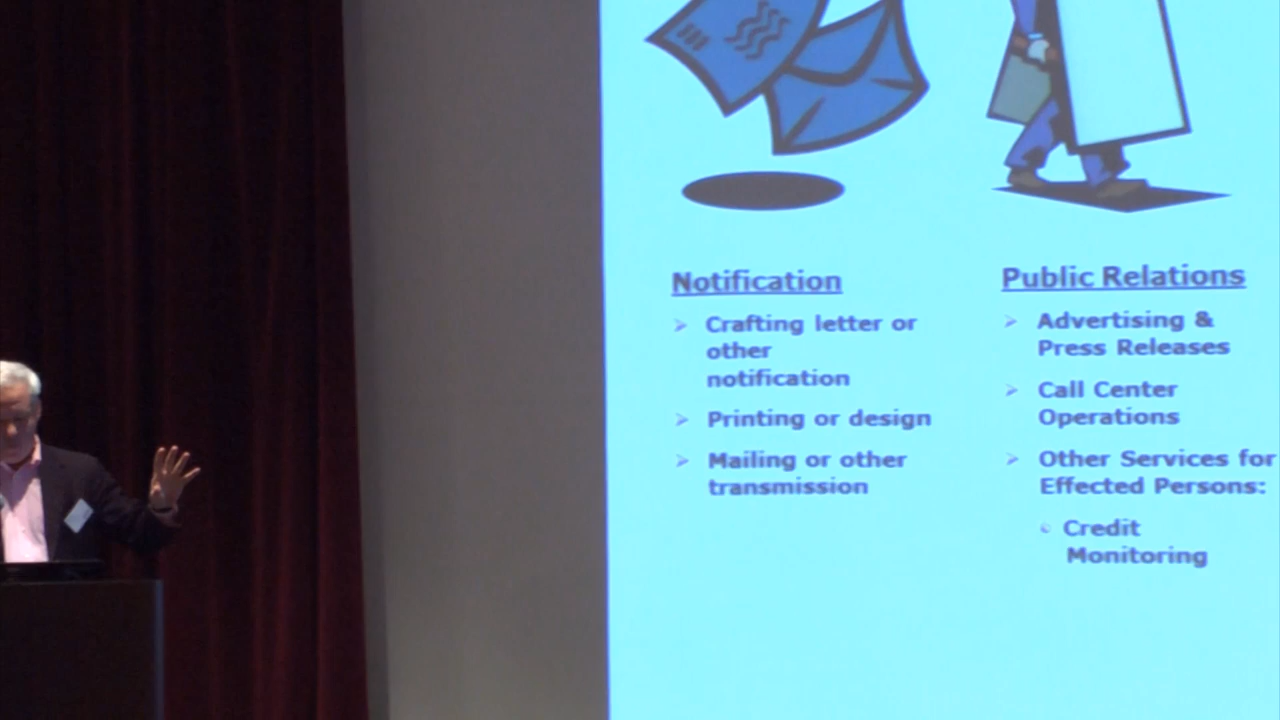 Notification
Crafting letter or
other
notification
Printing or design
Mailing or other
transmission
Public Relations
Advertising &
Press Releases
Call Center
Operations
Other Services for
Effected Persons:
Credit
Monitoring